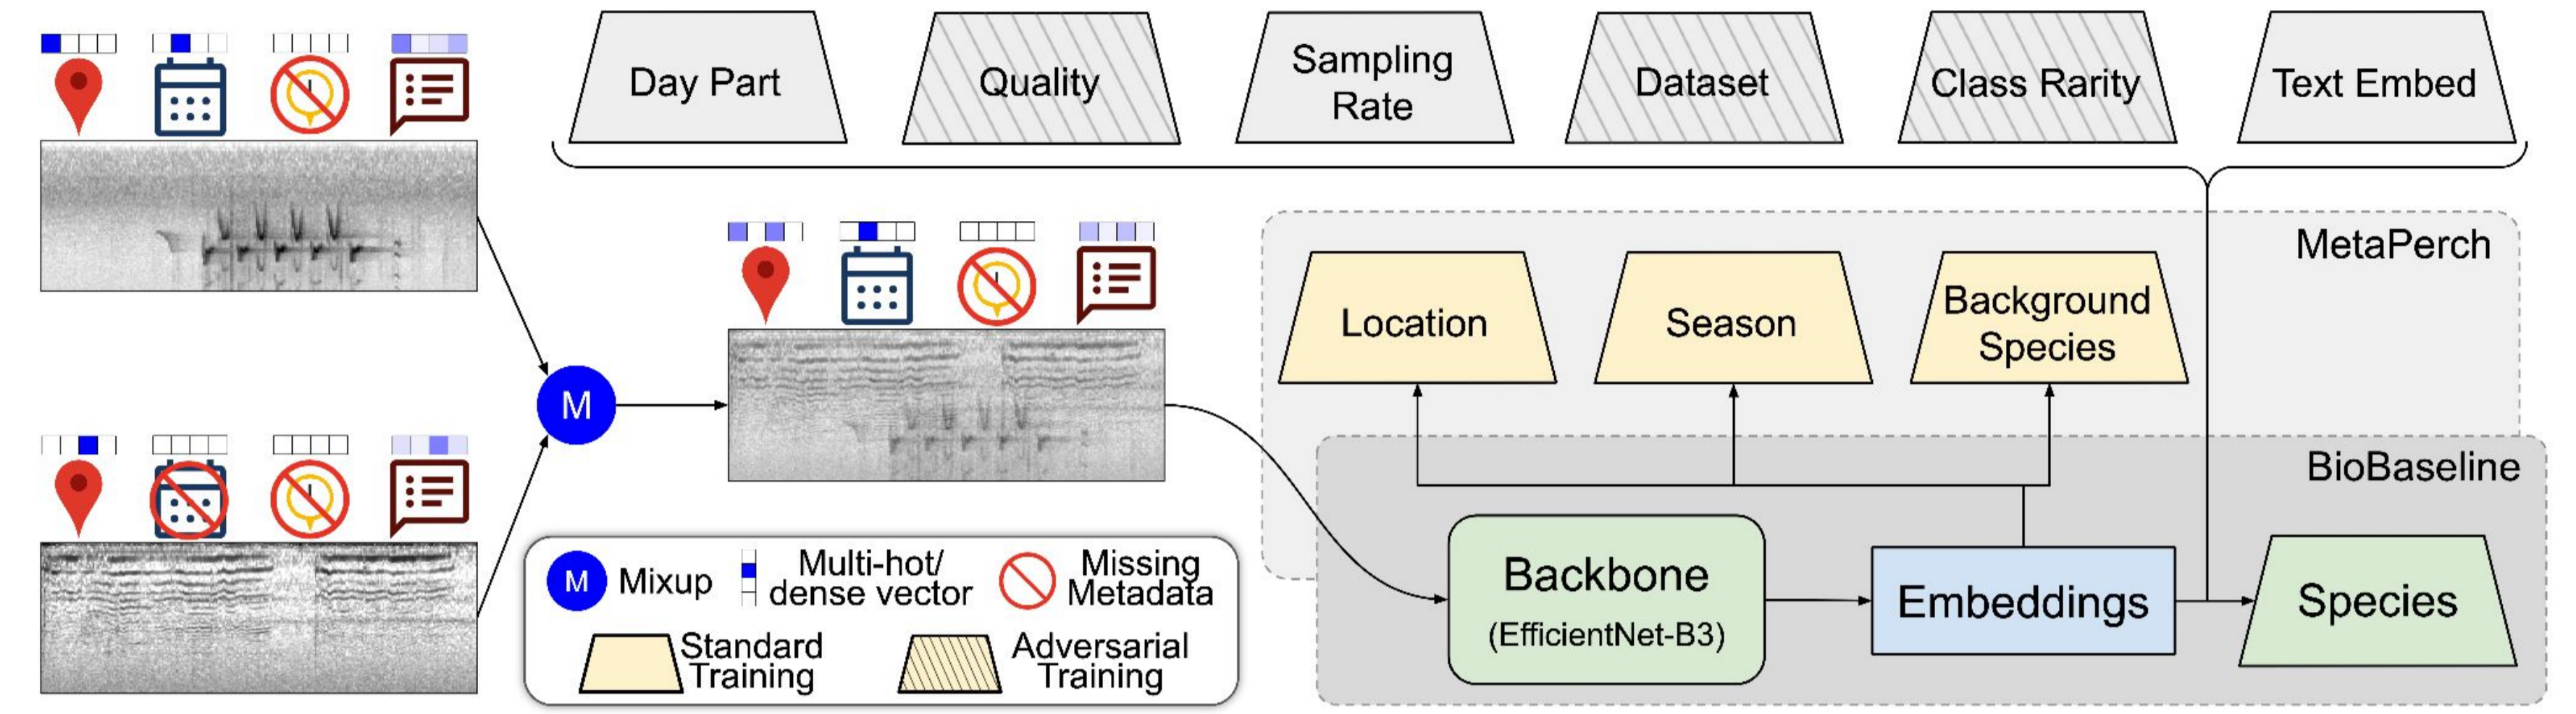 Day Part
Quality
Sampling
Rate
Dataset
Class Rarity
Text Embed
MetaPerch
Location
Season
Background
Species
BioBaseline
M
Backbone
(EfficientNet-B3)
Embeddings
Species
M
Mixup
Multi-hot/
dense vector
Missing
Metadata
Standard
Training
Adversarial
Training